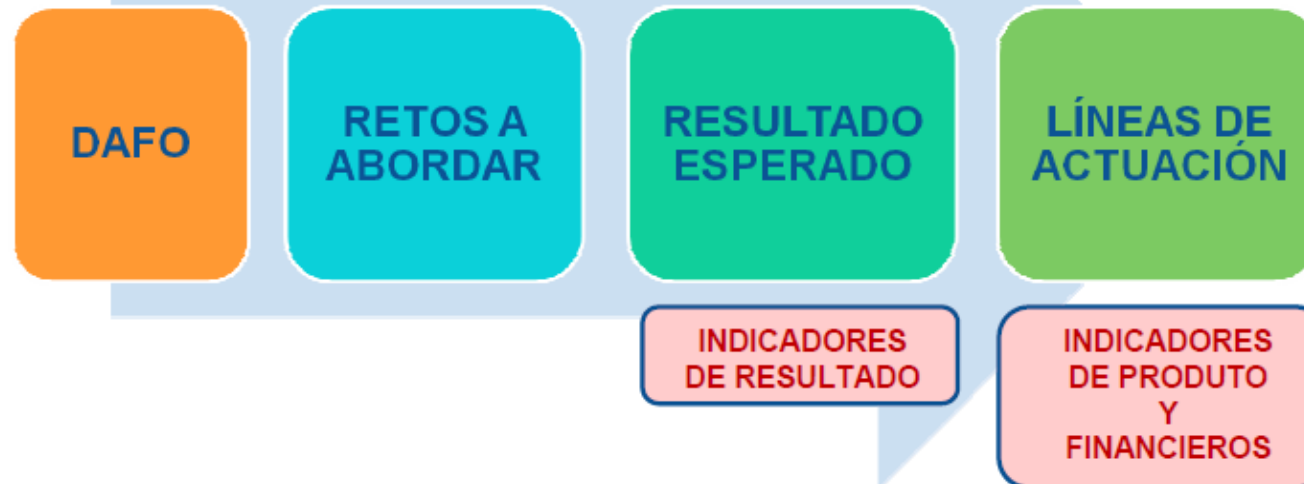 DAFO
RETOS A
ABORDAR
RESULTADO
ESPERADO
LÍNEAS DE
ACTUACIÓN
INDICADORES
DE RESULTADO
INDICADORES
DE PRODUTO
Y
FINANCIEROS